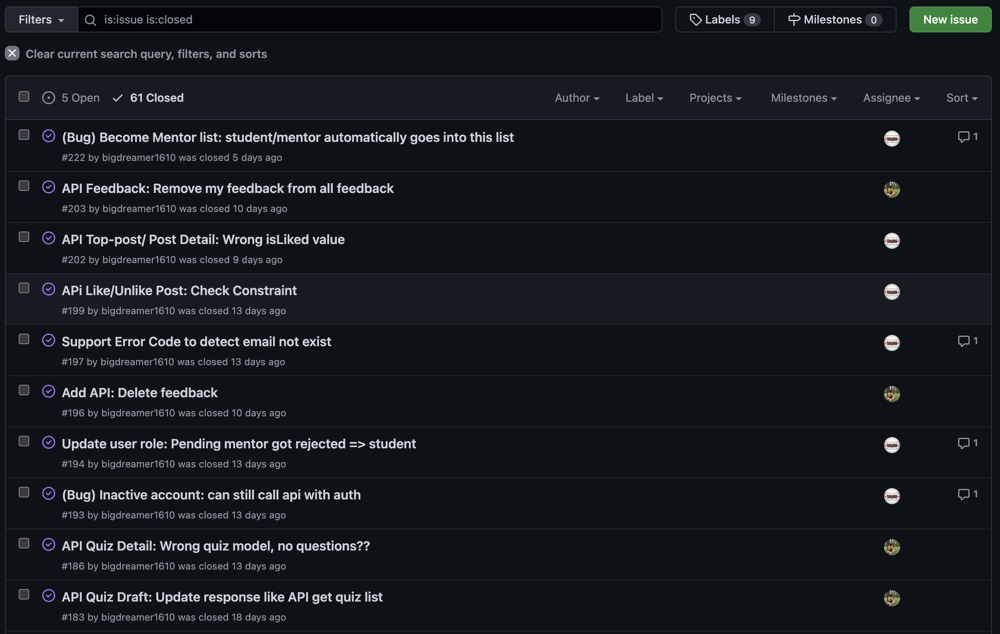 Filters
is:issue is:closed
Labels 9
Milestones 0
New issue
Clear current search query, filters, and sorts
5 Open
61 Closed
Author
Label
Projects
Milestones
Assignee
Sort
(Bug) Become Mentor list: student/mentor automatically goes into this list
TASS
1
#222 by bigdreamer1610 was closed 5 days ago
API Feedback: Remove my feedback from all feedback
#203 by bigdreamer1610 was closed 10 days ago
API Top-post/ Post Detail: Wrong isLiked value
TASS
#202 by bigdreamer1610 was closed 9 days ago
APi Like/Unlike Post: Check Constraint
TASS
#199 by bigdreamer1610 was closed 13 days ago
Support Error Code to detect email not exist
TASS
1
#197 by bigdreamer1610 was closed 13 days ago
Add API: Delete feedback
#196 by bigdreamer1610 was closed 10 days ago
Update user role: Pending mentor got rejected => student
TASS
1
#194 by bigdreamer1610 was closed 13 days ago
(Bug) Inactive account: can still call api with auth
TASS
1
#193 by bigdreamer1610 was closed 13 days ago
API Quiz Detail: Wrong quiz model, no questions??
#186 by bigdreamer1610 was closed 13 days ago
API Quiz Draft: Update response like API get quiz list
#183 by bigdreamer1610 was closed 18 days ago